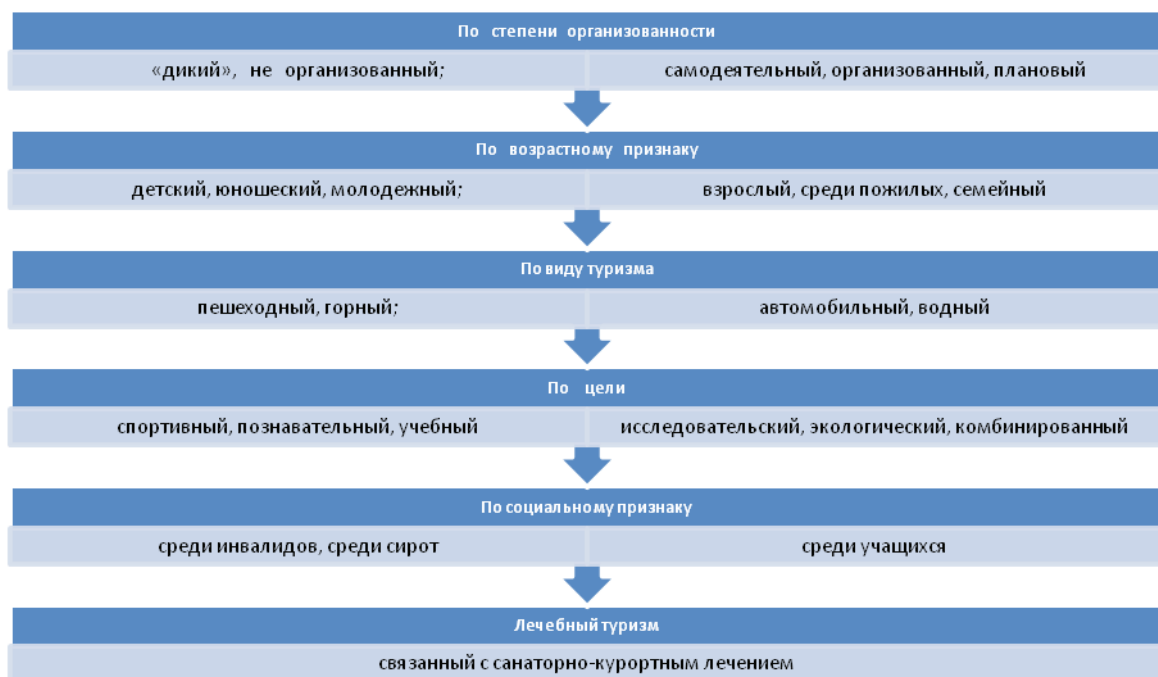 По степени организованности
«дикий», не организованный;
самодеятельный, организованный, плановый
По возрастному признаку
детский, юношеский, молодежный;
взрослый, среди пожилых, семейный
По виду туризма
пешеходный, горный;
автомобильный, водный
По цели
спортивный, познавательный, учебный
исследовательский, экологический, комбинированный
По социальному признаку
среди инвалидов, среди сирот
среди учащихся
Лечебный туризм
связанный с санаторно-курортным лечением